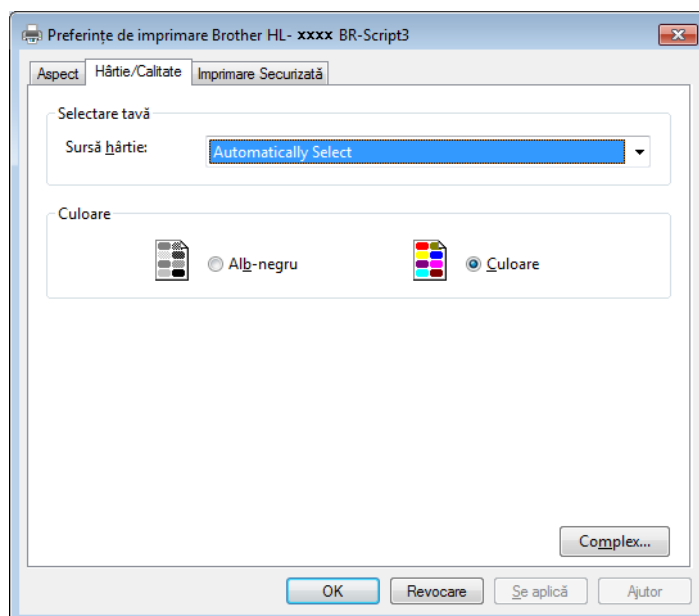 Preferințe de imprimare Brother HL- xxxx BR-Script3
Aspect Hârtie/Calitate Imprimare Securizată
Selectare tavă
Sursă hârtie: Automatically Select
Culoare
Alb-negru Culoare
Complex...
OK Revocare Se aplică Ajutor